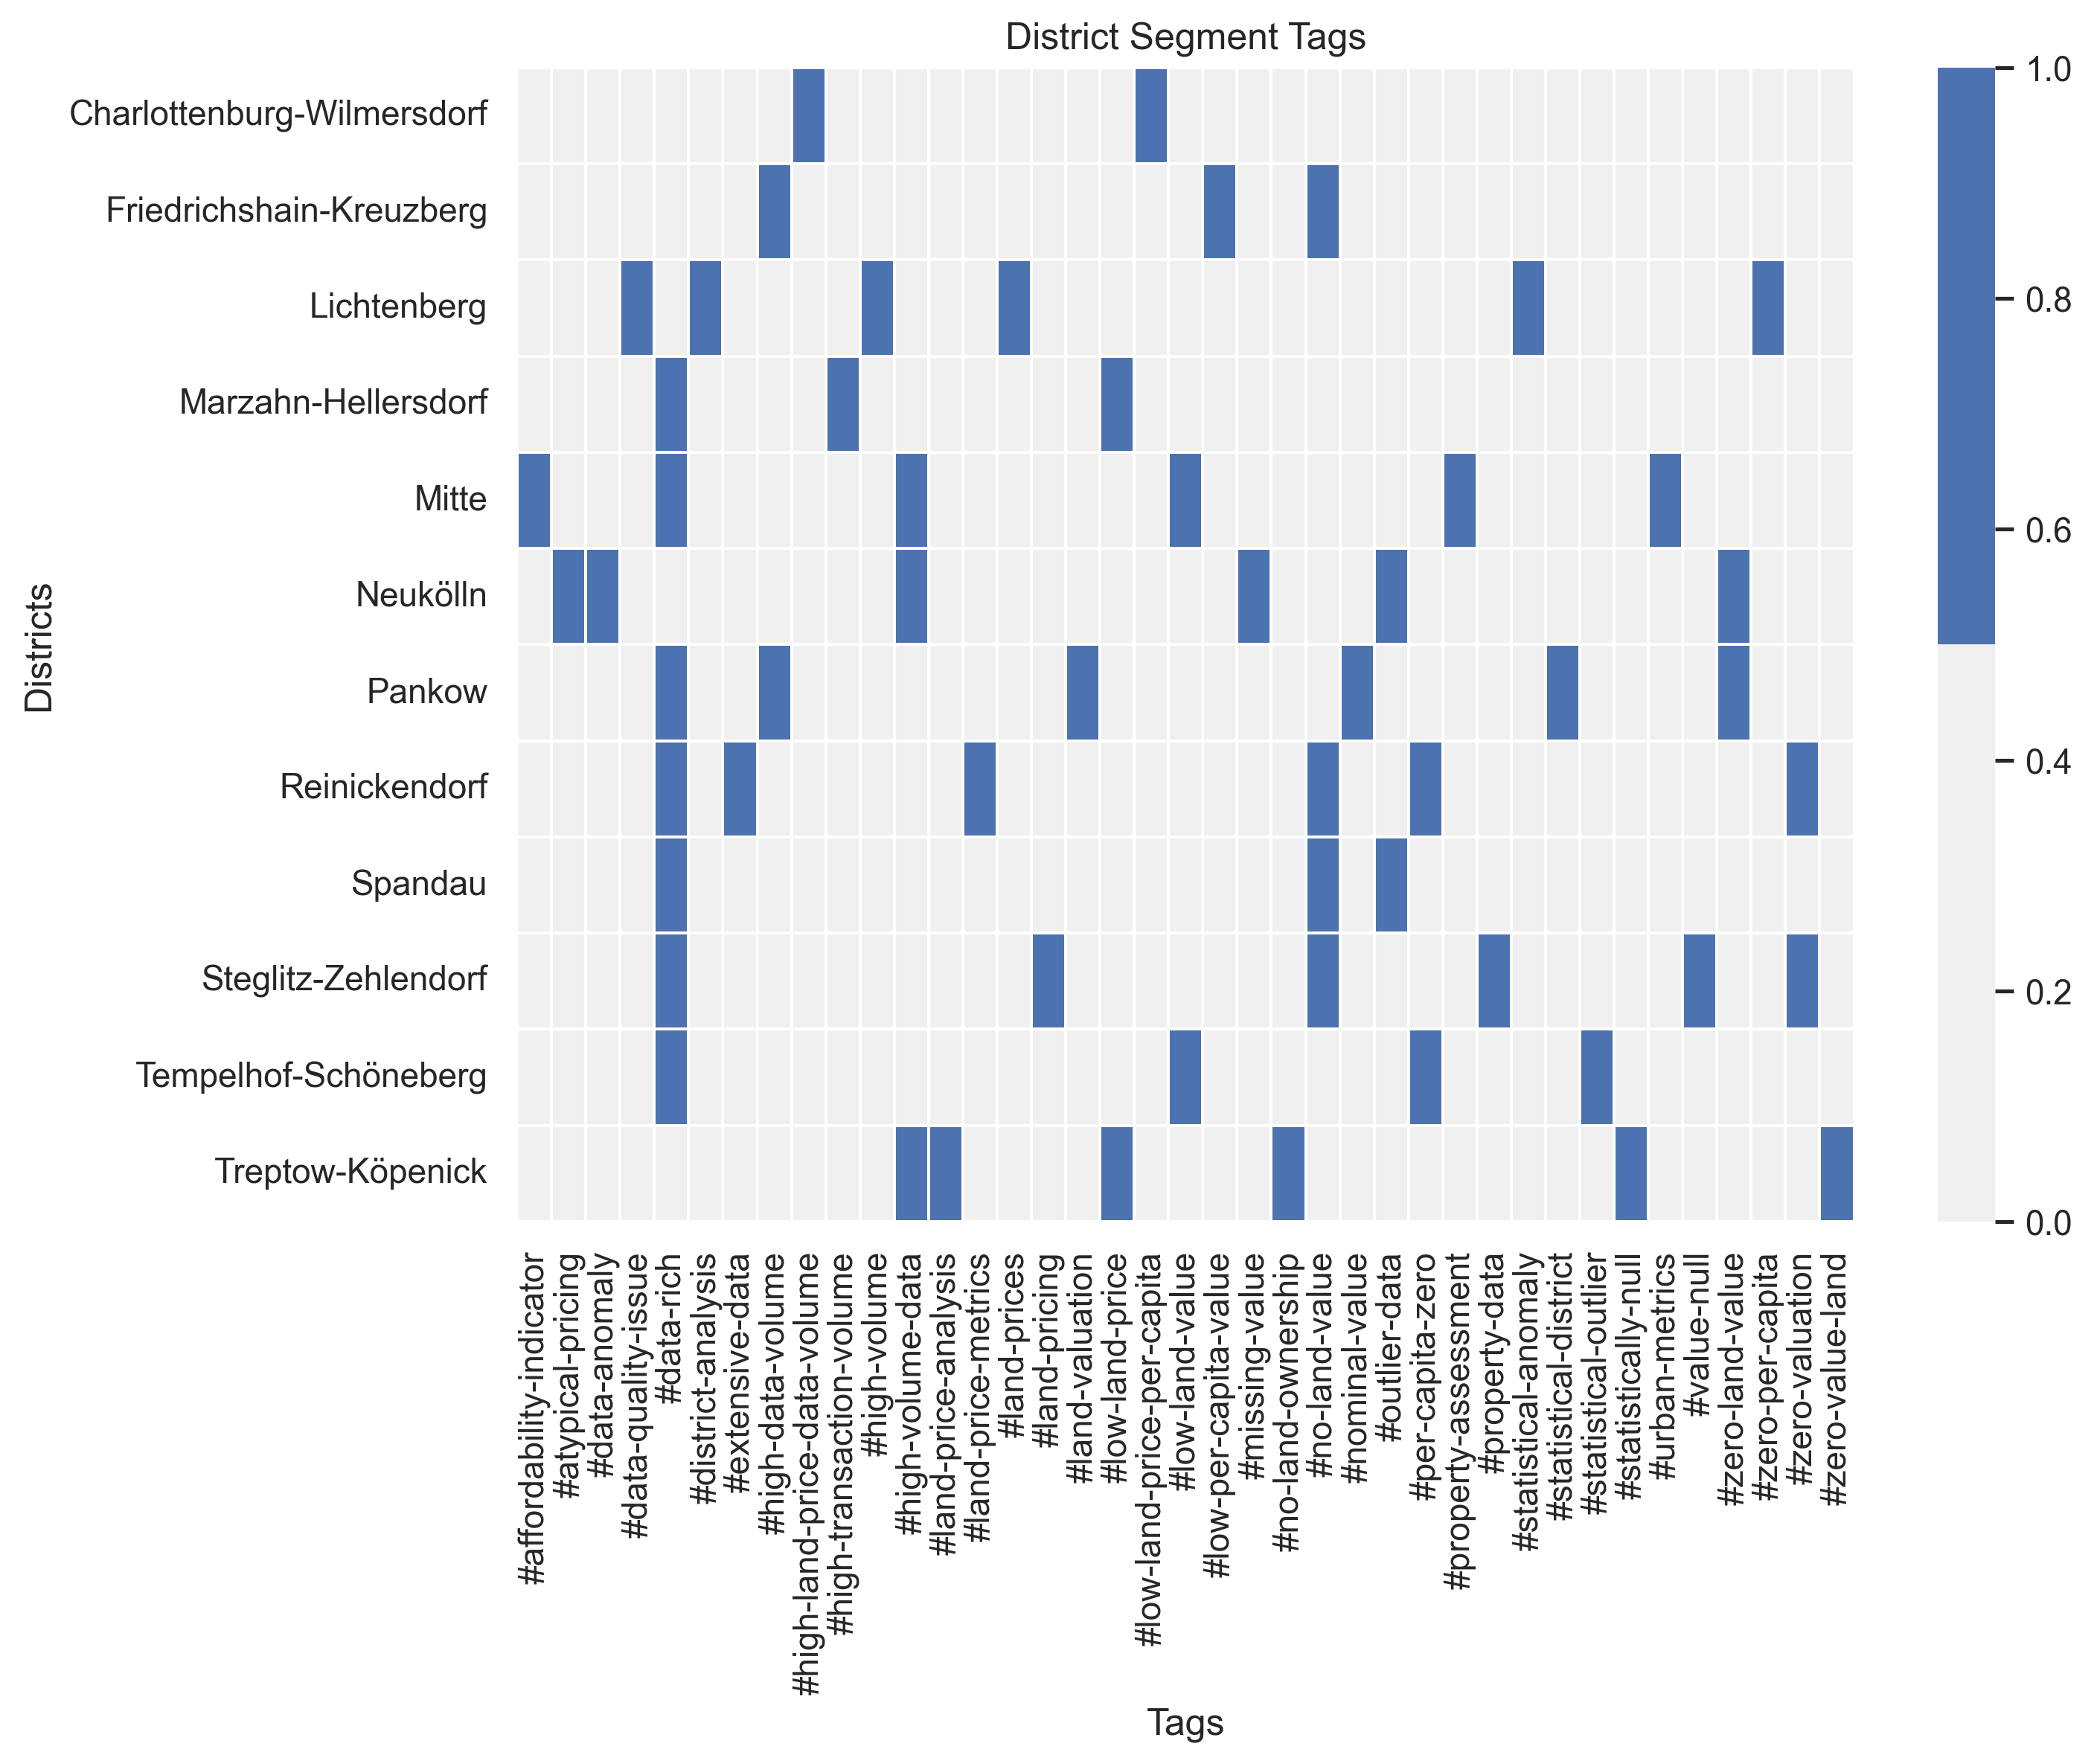 District Segment Tags
Districts
Charlottenburg-Wilmersdorf
Friedrichshain-Kreuzberg
Lichtenberg
Marzahn-Hellersdorf
Mitte
Neukölln
Pankow
Reinickendorf
Spandau
Steglitz-Zehlendorf
Tempelhof-Schöneberg
Treptow-Köpenick
1.0
0.8
0.6
0.4
0.2
0.0
#affordability-indicator
#atypical-pricing
#data-anomaly
#data-quality-issue
#data-rich
#district-analysis
#extensive-data
#high-data-volume
#high-land-price-data-volume
#high-transaction-volume
#high-volume
#high-volume-data
#land-price-analysis
#land-price-metrics
#land-prices
#land-pricing
#land-valuation
#low-land-price
#low-land-price-per-capita
#low-land-value
#low-per-capita-value
#missing-value
#no-land-ownership
#no-land-value
#nominal-value
#outlier-data
#per-capita-zero
#property-assessment
#property-data
#statistical-anomaly
#statistical-district
#statistical-outlier
#statistically-null
#urban-metrics
#value-null
#zero-land-value
#zero-per-capita
#zero-valuation
#zero-value-land
Tags